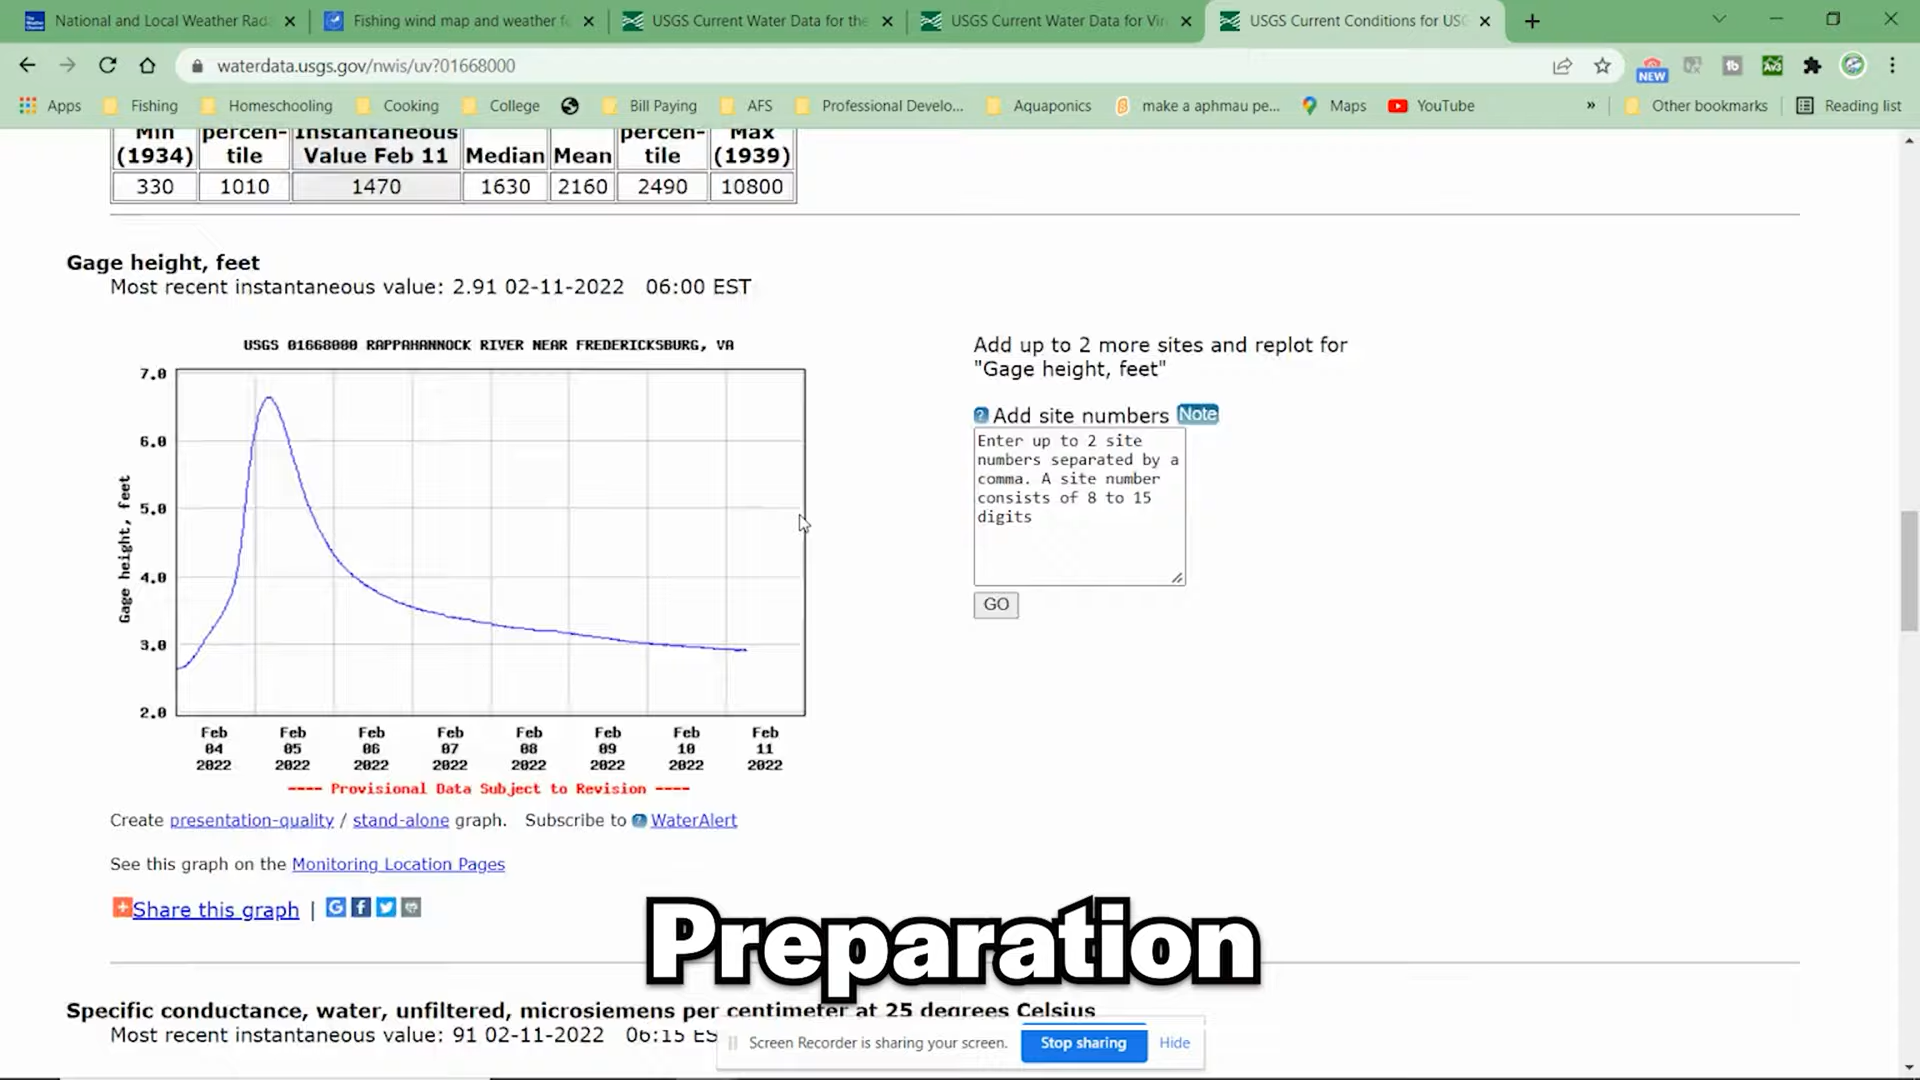 National and Local Weather Rada
Fishing wind map and weather f
USGS Current Water Data for the
USGS Current Water Data for Vir
USGS Current Conditions for USG
waterdata.usgs.gov/nwis/uv?01668000
NEW
Apps
Fishing
Homeschooling
Cooking
College
Bill Paying
AFS
Professional Develo...
Aquaponics
make a aphmau pe...
Maps
YouTube
»
Other bookmarks
Reading list
Min percen- Instantaneous percen- Max
(1934) tile Value Feb 11 Median Mean tile (1939)
330 1010 1470 1630 2160 2490 10800
Gage height, feet
Most recent instantaneous value: 2.91 02-11-2022 06:00 EST
USGS 01668000 RAPPAHANNOCK RIVER NEAR FREDERICKSBURG, VA
7.0
6.0
5.0
4.0
3.0
2.0
Gage height, feet
Feb Feb Feb Feb Feb Feb Feb Feb
04 05 06 07 08 09 10 11
2022 2022 2022 2022 2022 2022 2022 2022
---- Provisional Data Subject to Revision ----
Add up to 2 more sites and replot for
"Gage height, feet"
? Add site numbers Note
Enter up to 2 site
numbers separated by a
comma. A site number
consists of 8 to 15
digits
GO
Create presentation-quality / stand-alone graph. Subscribe to ? WaterAlert
See this graph on the Monitoring Location Pages
Share this graph |
Preparation
Specific conductance, water, unfiltered, microsiemens per centimeter at 25 degrees Celsius
Most recent instantaneous value: 91 02-11-2022 06:15 ES
Screen Recorder is sharing your screen.
Stop sharing
Hide